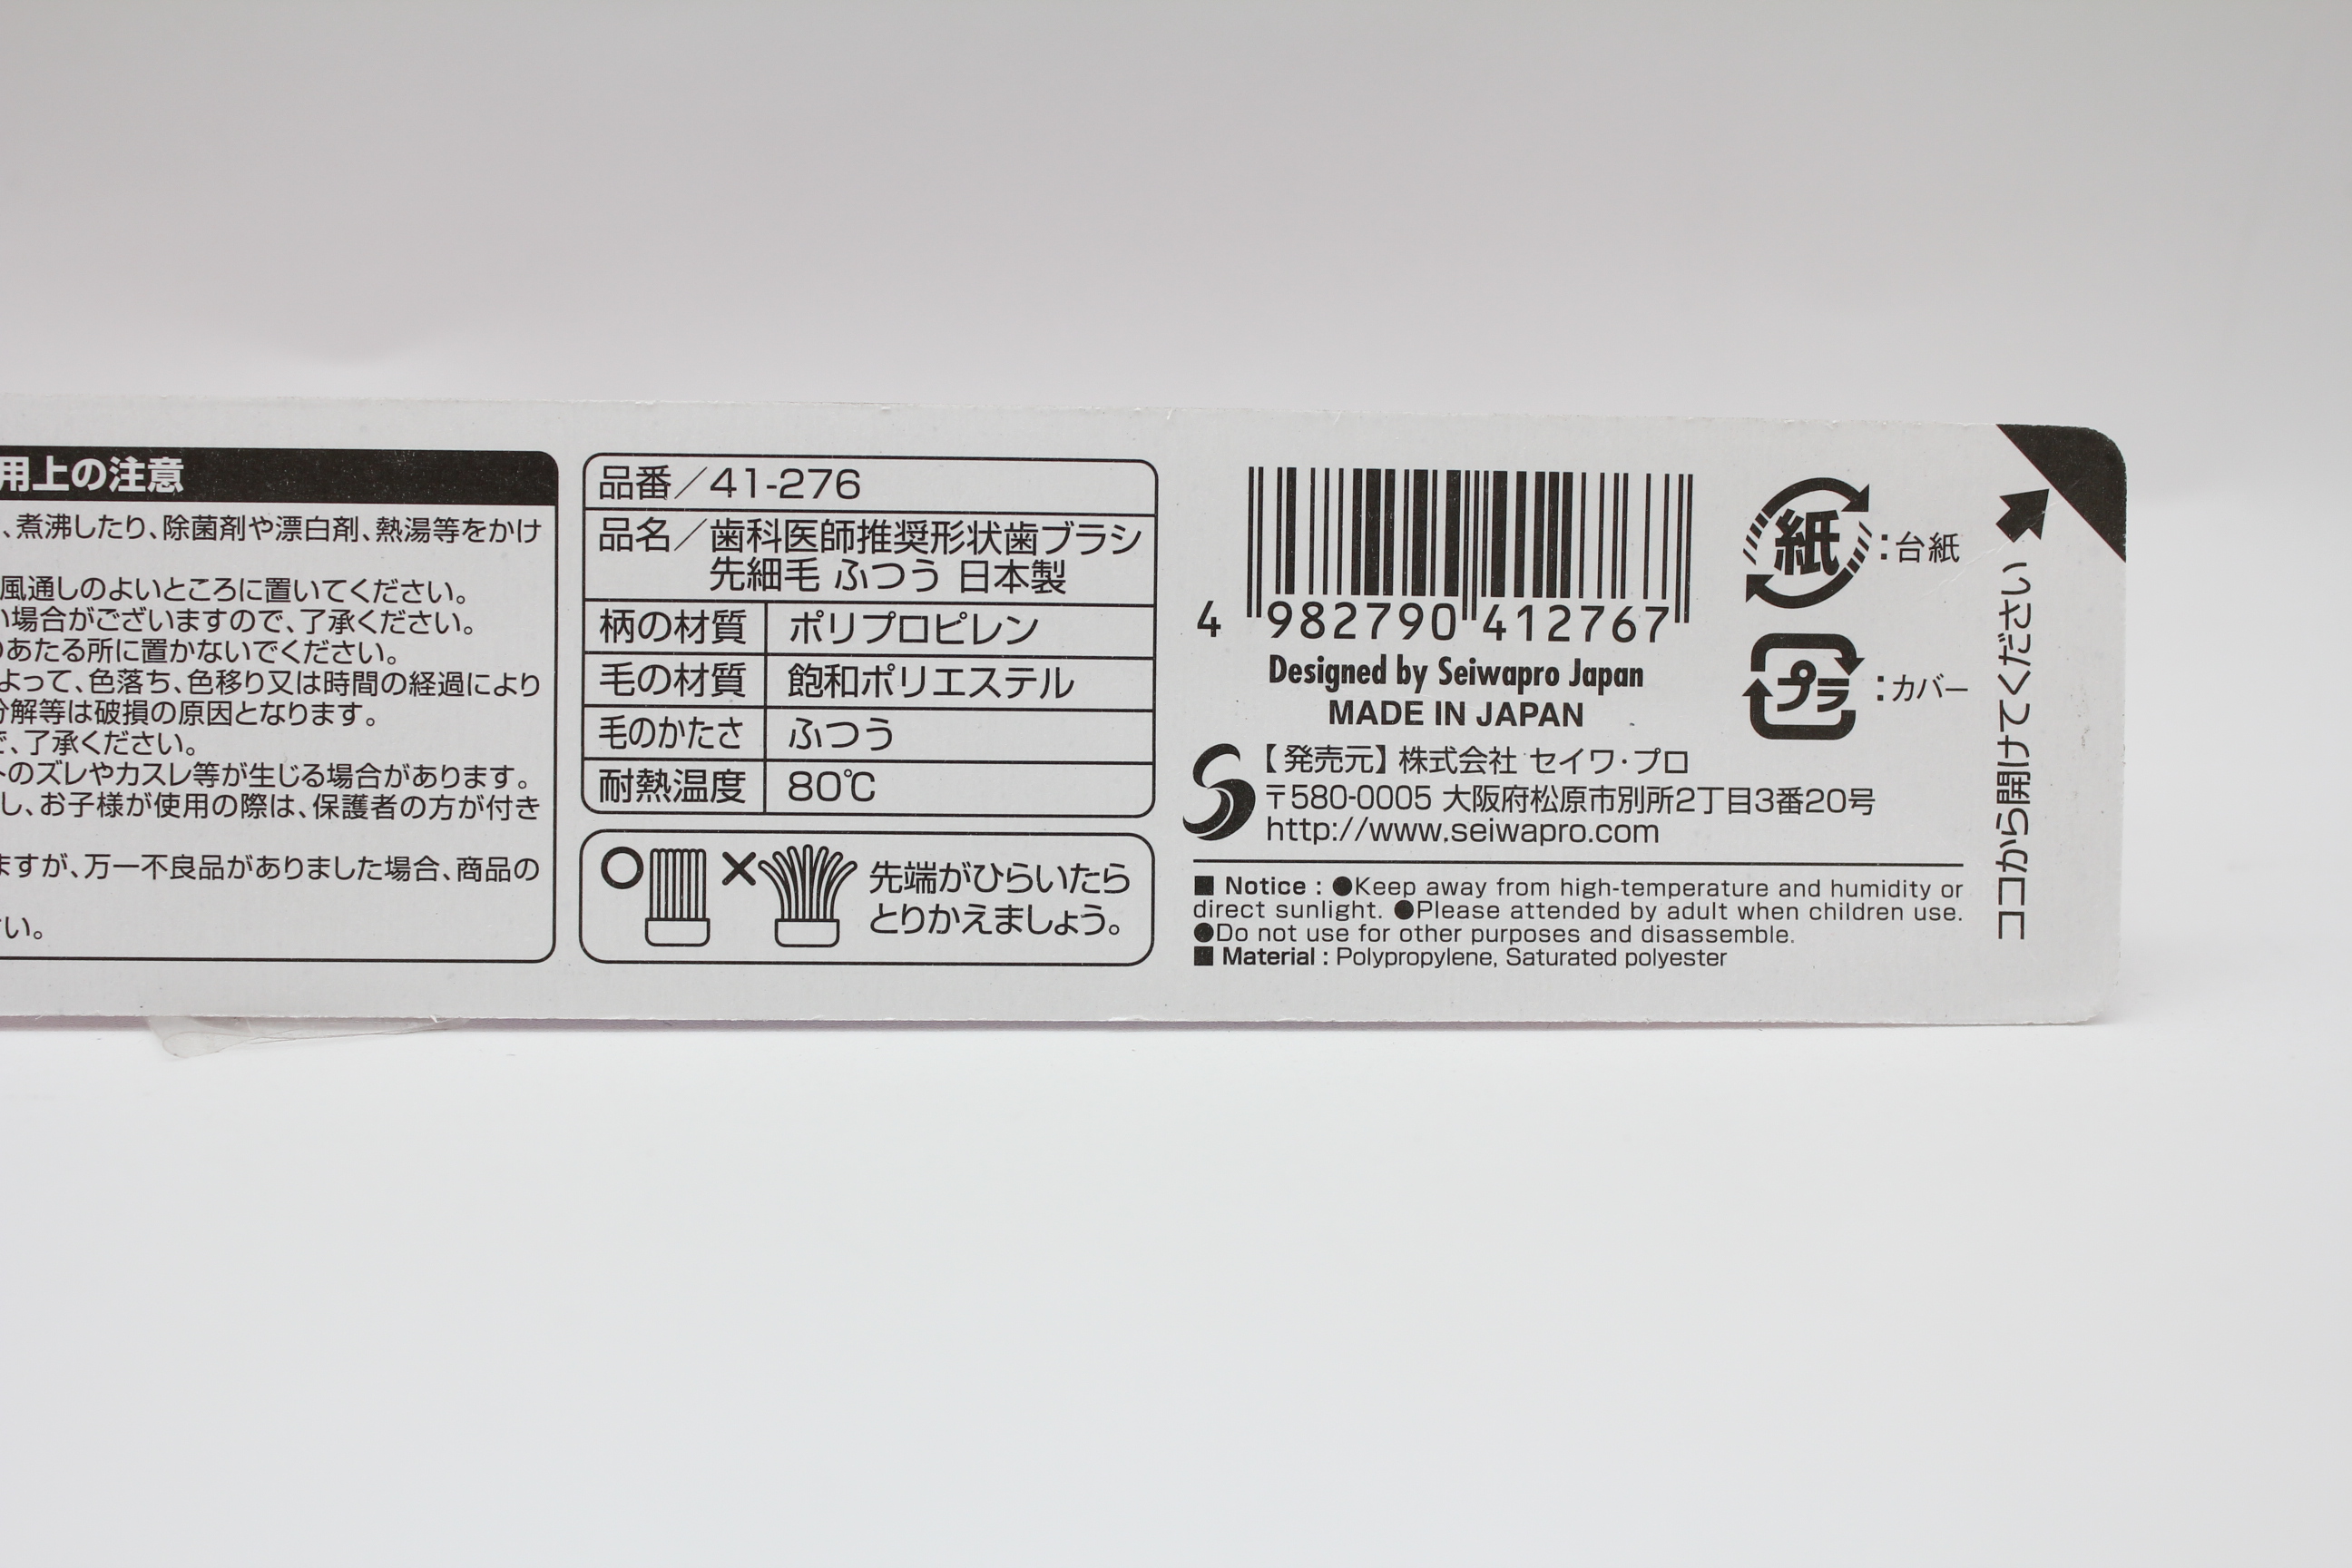 用上の注意
、煮沸したり、除菌剤や漂白剤、熱湯等をかけ
風通しのよいところに置いてください。
い場合がございますので、了承ください。
のあたる所に置かないでください。
よって、色落ち、色移り又は時間の経過により
分解等は破損の原因となります。
で、了承ください。
トのズレやカスレ等が生じる場合があります。
し、お子様が使用の際は、保護者の方が付き
ますが、万一不良品がありました場合、商品の
さい。
品番／41-276
品名／歯科医師推奨形状歯ブラシ
先細毛 ふつう 日本製
柄の材質 ポリプロピレン
毛の材質 飽和ポリエステル
毛のかたさ ふつう
耐熱温度 80℃
先端がひらいたら
とりかえましょう。
4 982790 412767
Designed by Seiwapro Japan
MADE IN JAPAN
【発売元】株式会社 セイワ・プロ
〒580-0005 大阪府松原市別所2丁目3番20号
http://www.seiwapro.com
■ Notice : ●Keep away from high-temperature and humidity or
direct sunlight. ●Please attended by adult when children use.
●Do not use for other purposes and disassemble.
■ Material : Polypropylene, Saturated polyester
紙 :台紙
プラ :カバー
ココから開けてください